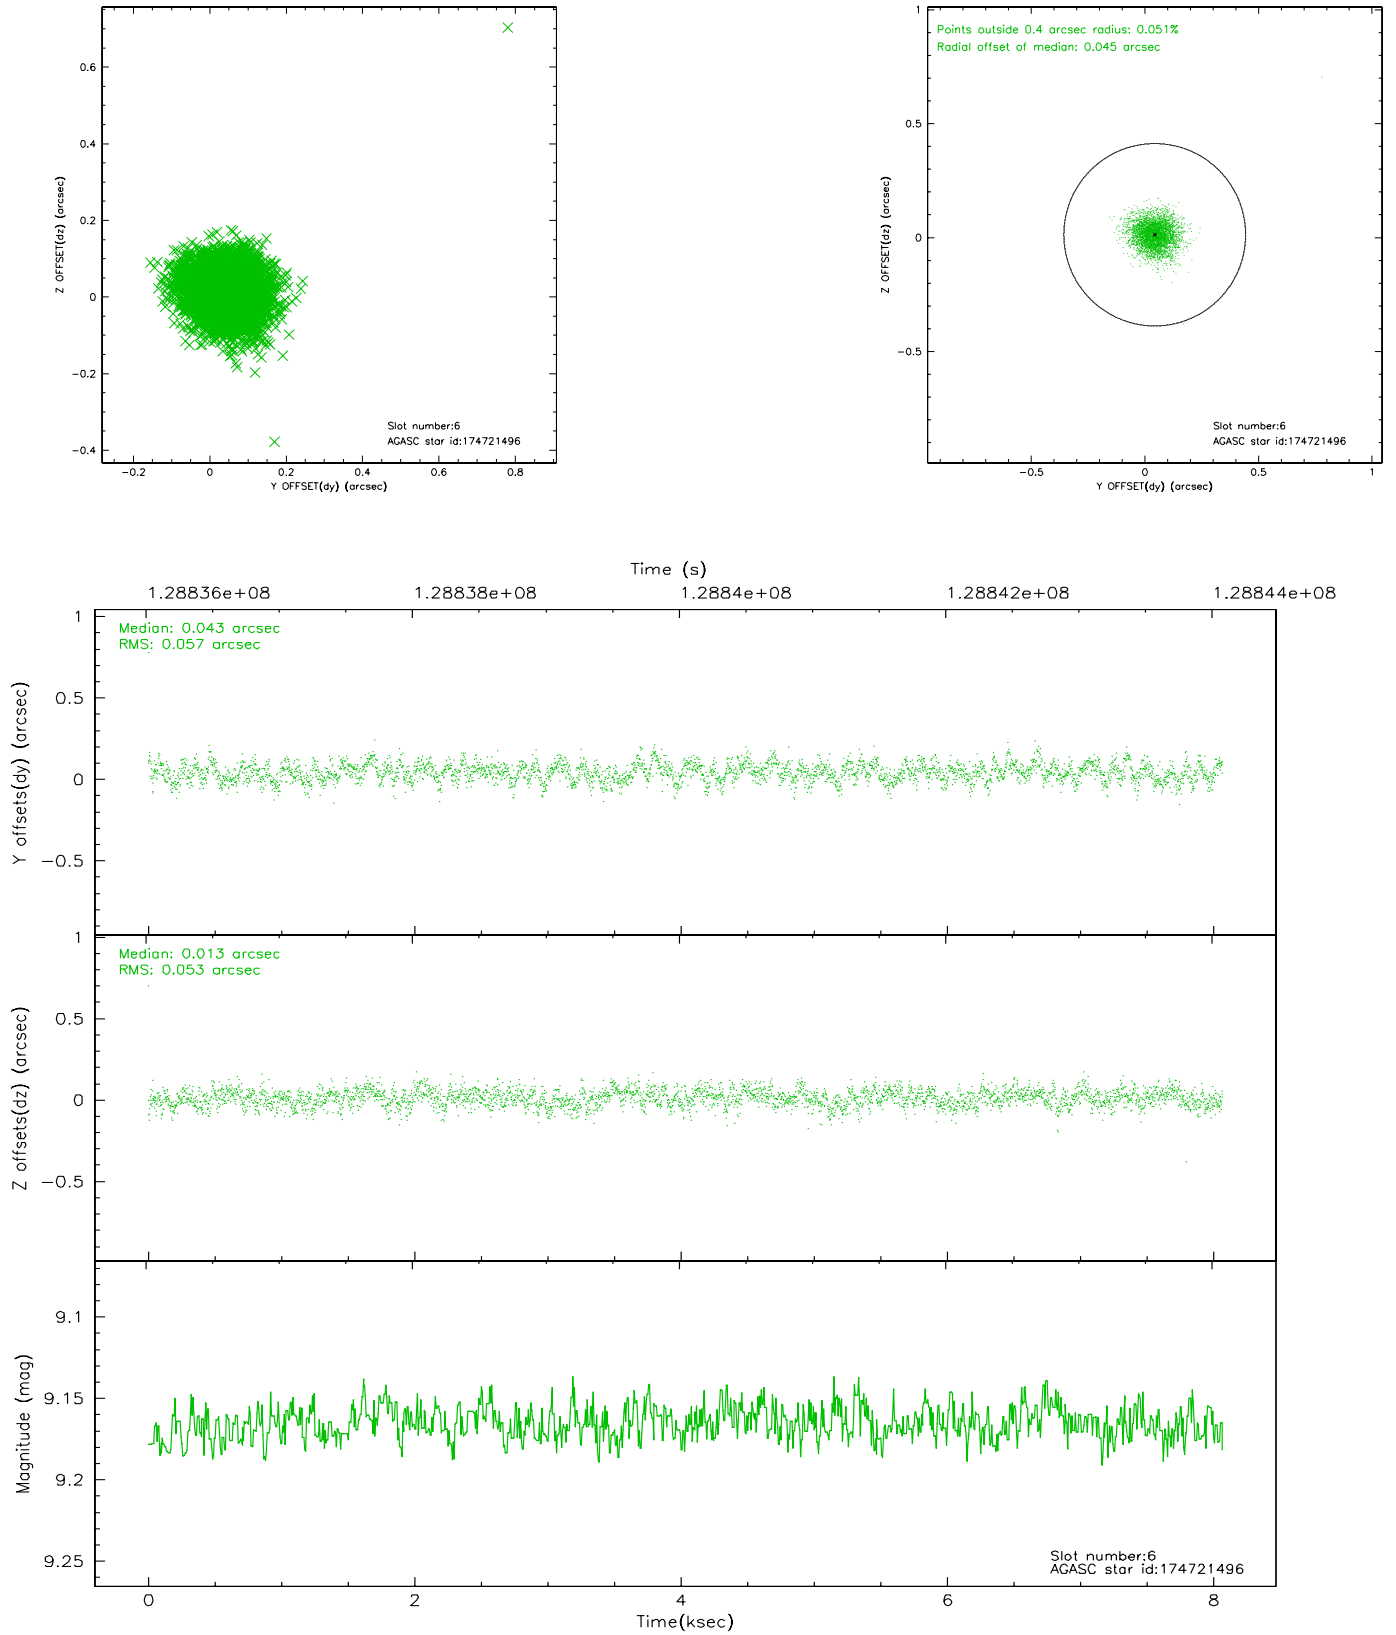 0.6
0.4
0.2
0
−0.2
−0.4
Z OFFSET(dz) (arcsec)
Slot number:6
AGASC star id:174721496
−0.2 0 0.2 0.4 0.6 0.8
Y OFFSET(dy) (arcsec)
Points outside 0.4 arcsec radius: 0.051%
Radial offset of median: 0.045 arcsec
1
0.5
0
−0.5
Z OFFSET(dz) (arcsec)
Slot number:6
AGASC star id:174721496
−0.5 0 0.5 1
Y OFFSET(dy) (arcsec)
Time (s)
1.28836e+08 1.28838e+08 1.2884e+08 1.28842e+08 1.28844e+08
Median: 0.043 arcsec
RMS: 0.057 arcsec
1
0.5
0
−0.5
Y offsets(dy) (arcsec)
Median: 0.013 arcsec
RMS: 0.053 arcsec
1
0.5
0
−0.5
Z offsets(dz) (arcsec)
9.1
9.15
9.2
9.25
Magnitude (mag)
Slot number:6
AGASC star id:174721496
0 2 4 6 8
Time(ksec)